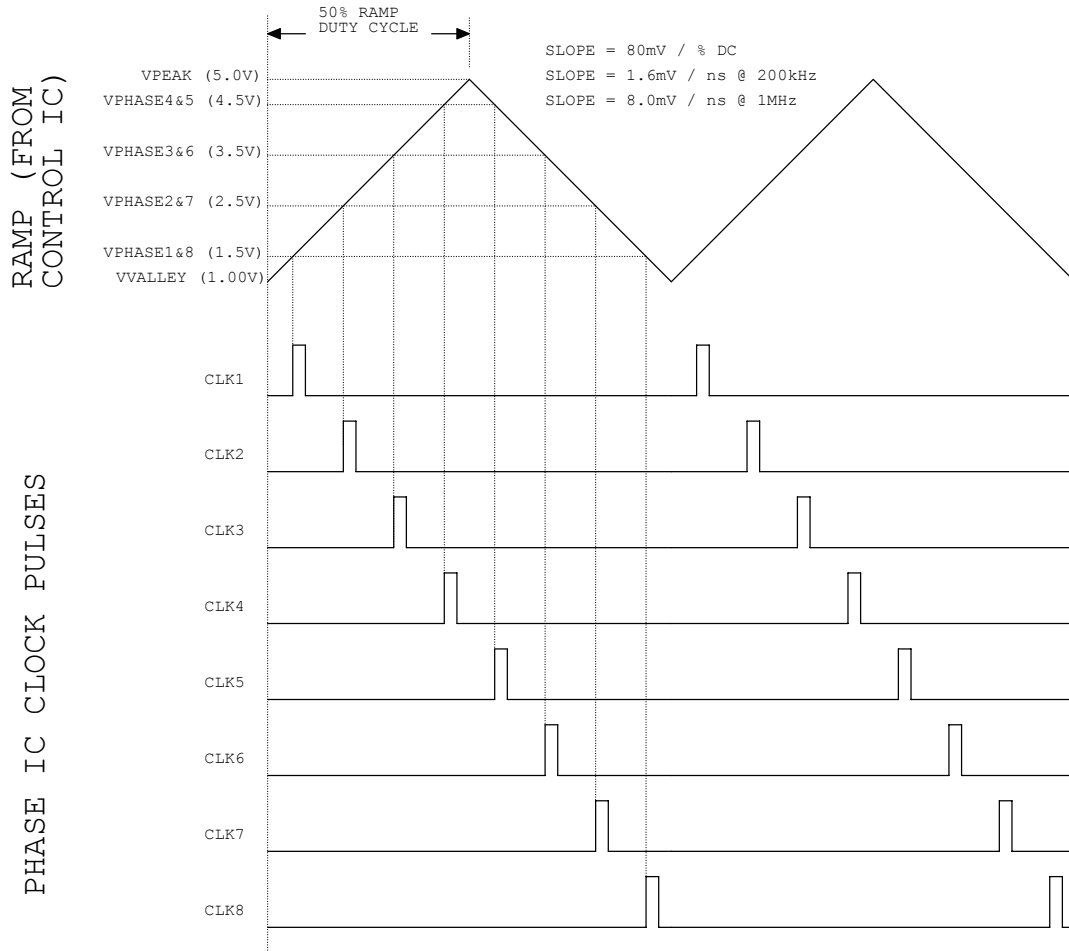 50% RAMP
DUTY CYCLE
SLOPE = 80mV / % DC
SLOPE = 1.6mV / ns @ 200kHz
SLOPE = 8.0mV / ns @ 1MHz
RAMP (FROM
CONTROL IC)
VPEAK (5.0V)
VPHASE4&5 (4.5V)
VPHASE3&6 (3.5V)
VPHASE2&7 (2.5V)
VPHASE1&8 (1.5V)
VVALLEY (1.00V)
PHASE IC CLOCK PULSES
CLK1
CLK2
CLK3
CLK4
CLK5
CLK6
CLK7
CLK8